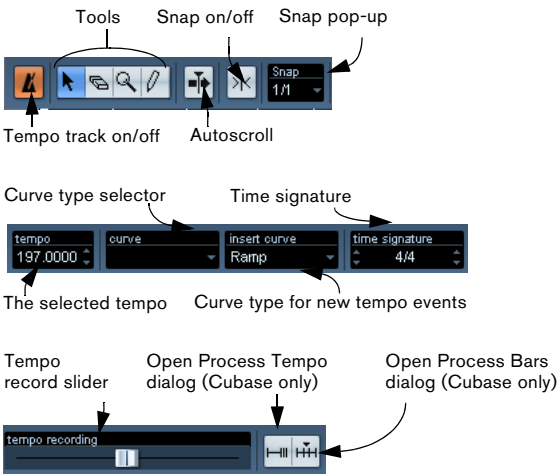 Tools
Snap on/off
Snap pop-up
Snap
1/1
Tempo track on/off
Autoscroll
Curve type selector
Time signature
tempo
curve
insert curve
time signature
197.0000
Ramp
4/4
The selected tempo
Curve type for new tempo events
Tempo
record slider
Open Process Tempo
dialog (Cubase only)
Open Process Bars
dialog (Cubase only)
tempo recording